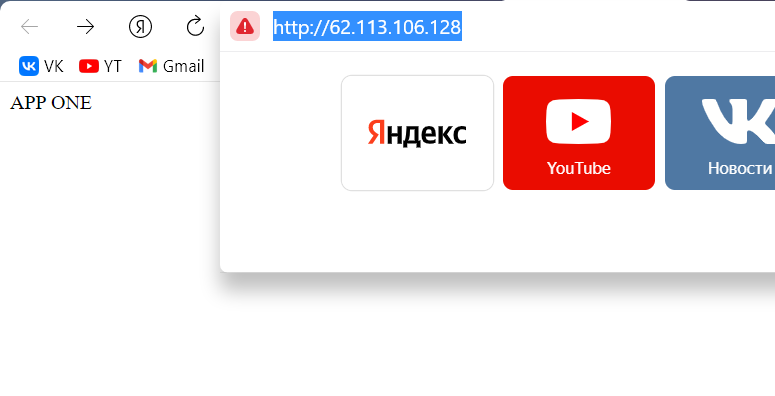 Я
http://62.113.106.128
VK YT Gmail
APP ONE
Яндекс
YouTube
Новости